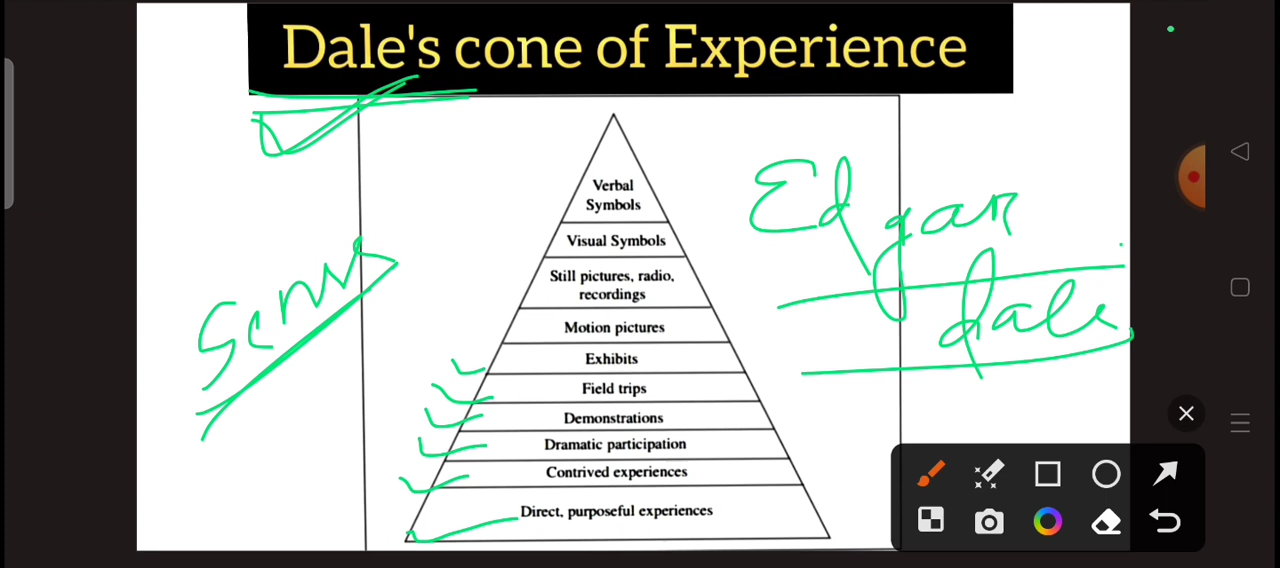 Dale's cone of Experience
Verbal
Symbols
Visual Symbols
Still pictures, radio,
recordings
Motion pictures
Exhibits
Field trips
Demonstrations
Dramatic participation
Contrived experiences
Direct, purposeful experiences
Edgar
dale